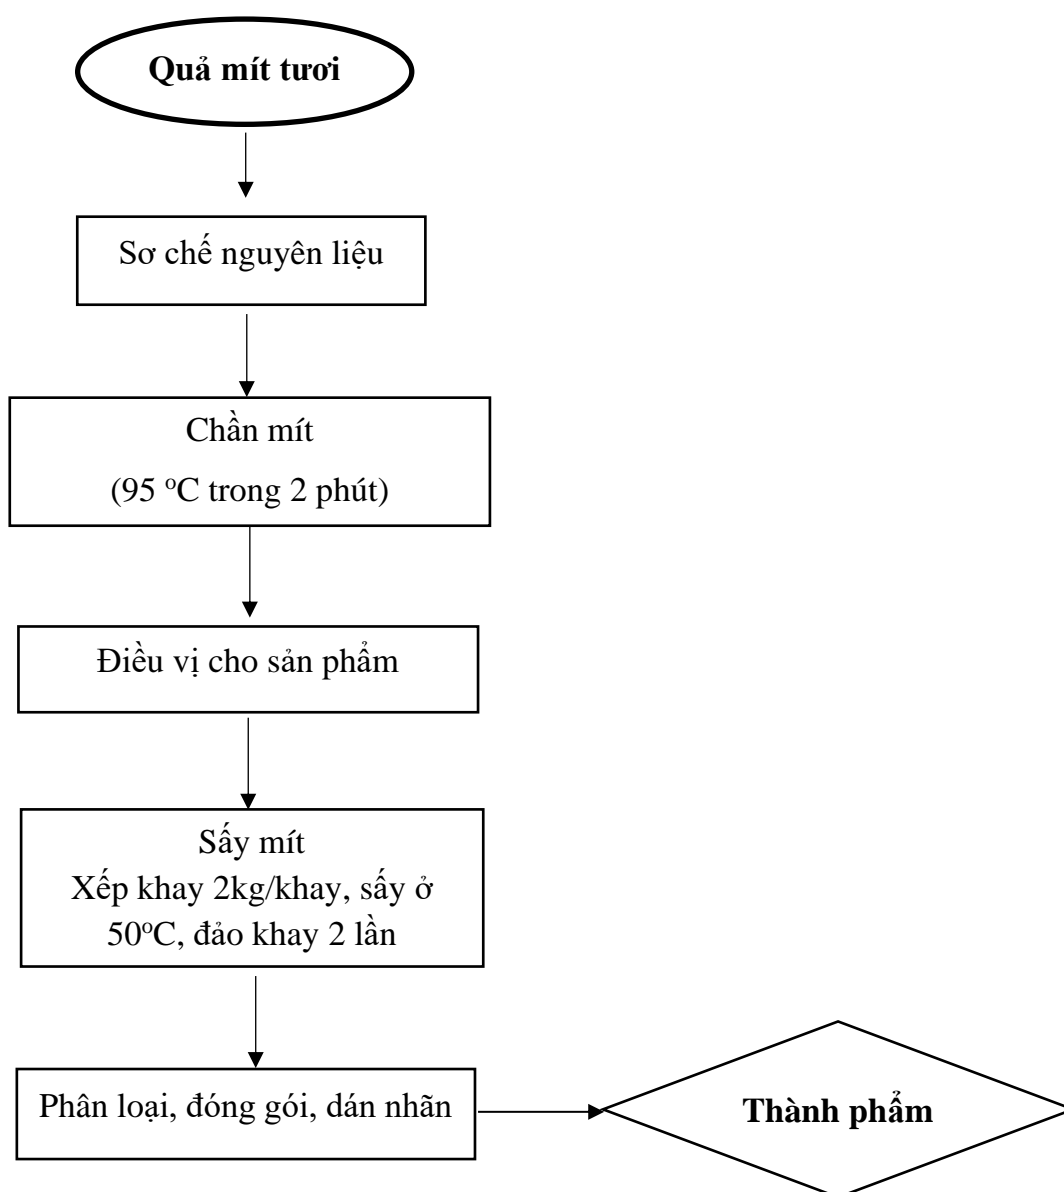 Quả mít tươi
Sơ chế nguyên liệu
Chần mít
(95 ºC trong 2 phút)
Điều vị cho sản phẩm
Sấy mít
Xếp khay 2kg/khay, sấy ở
50ºC, đảo khay 2 lần
Phân loại, đóng gói, dán nhãn
Thành phẩm